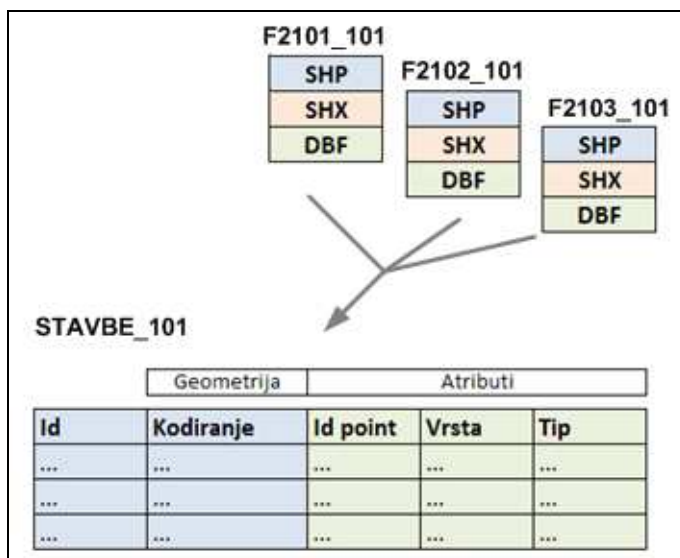 F2101_101
SHP
SHX
DBF
F2102_101
SHP
SHX
DBF
F2103_101
SHP
SHX
DBF
STAVBE_101
Geometrija Atributi
Id Kodiranje Id point Vrsta Tip
... ... ... ... ...
... ... ... ... ...
... ... ... ... ...